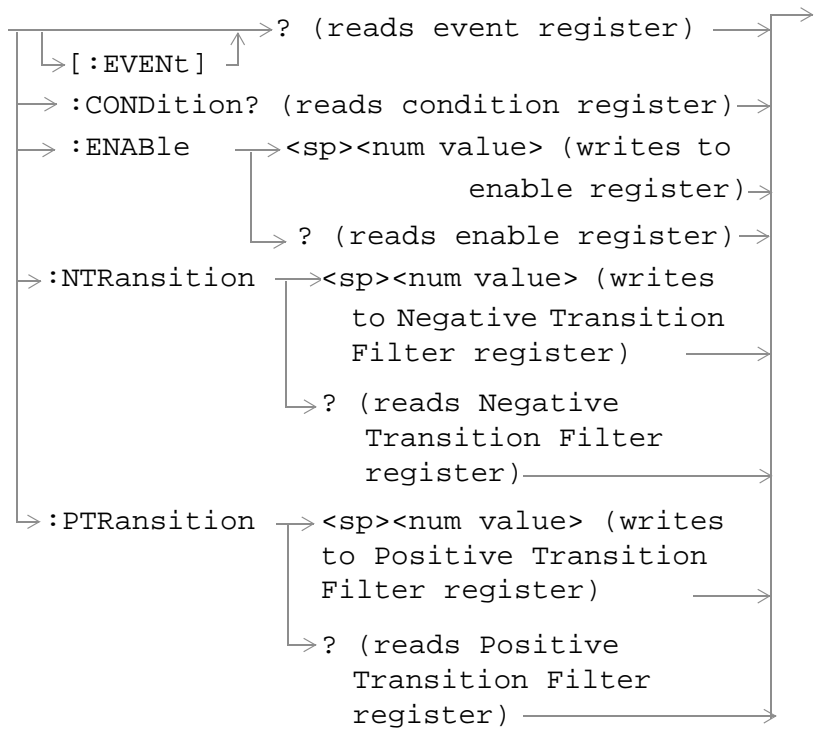 ? (reads event register)
[:EVENt]
:CONDition? (reads condition register)
:ENABle <sp><num value> (writes to
enable register)
? (reads enable register)
:NTRansition <sp><num value> (writes
to Negative Transition
Filter register)
? (reads Negative
Transition Filter
register)
:PTRansition <sp><num value> (writes
to Positive Transition
Filter register)
? (reads Positive
Transition Filter
register)